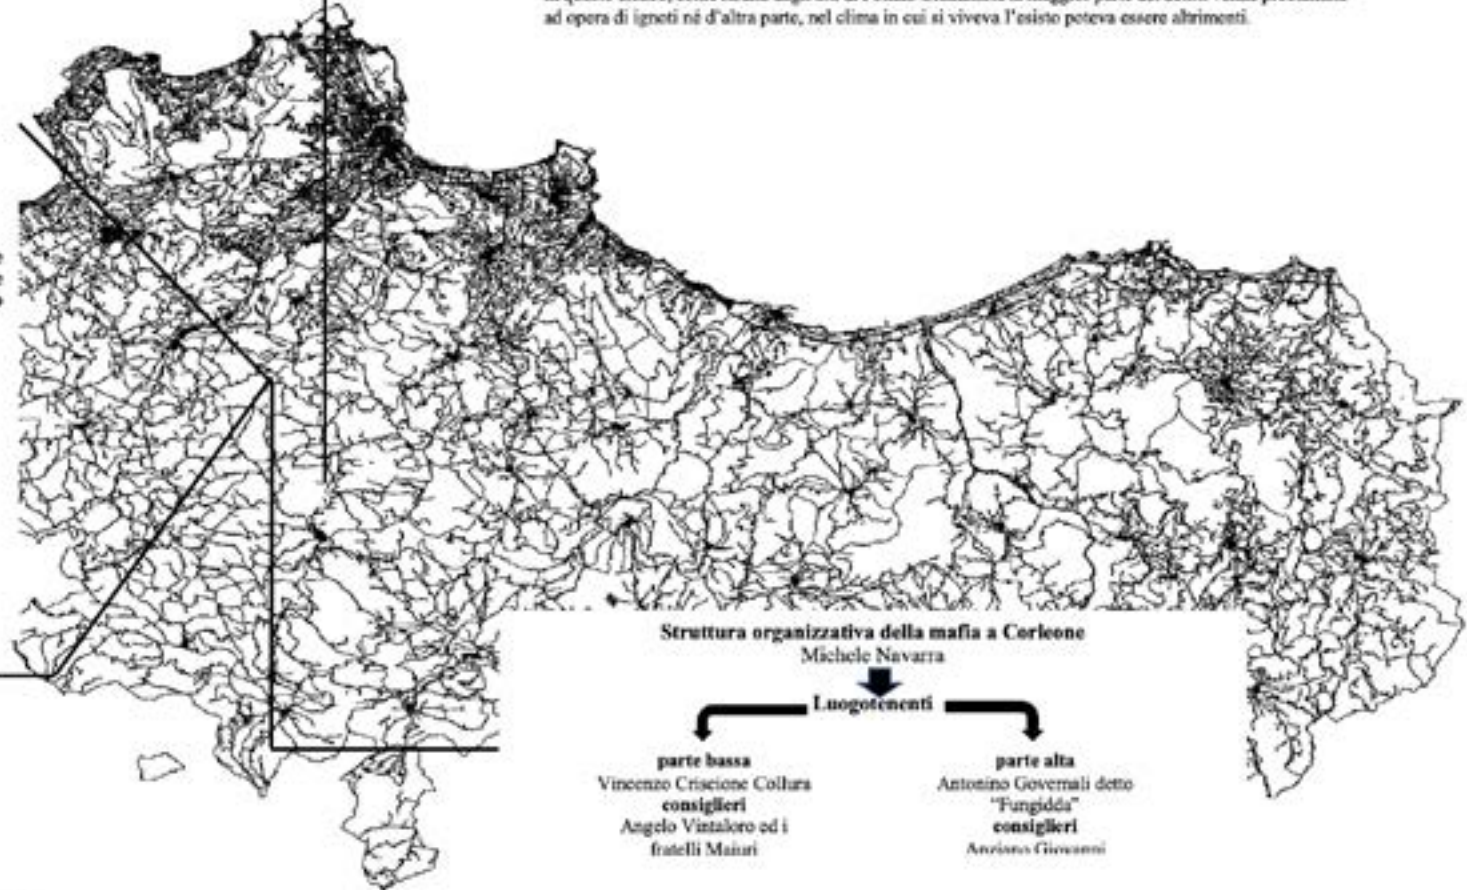 ad opera di ignoti né d'altra parte, nel clima in cui si viveva l'esisto poteva essere altrimenti.
Struttura organizzativa della mafia a Corleone
Michele Navarra
Luogotenenti
parte bassa
Vincenzo Criscione Collura
consiglieri
Angelo Vintaloro ed i
fratelli Maiuri
parte alta
Antonino Governali detto
"Fungidda"
consiglieri
Anziano Giovanni